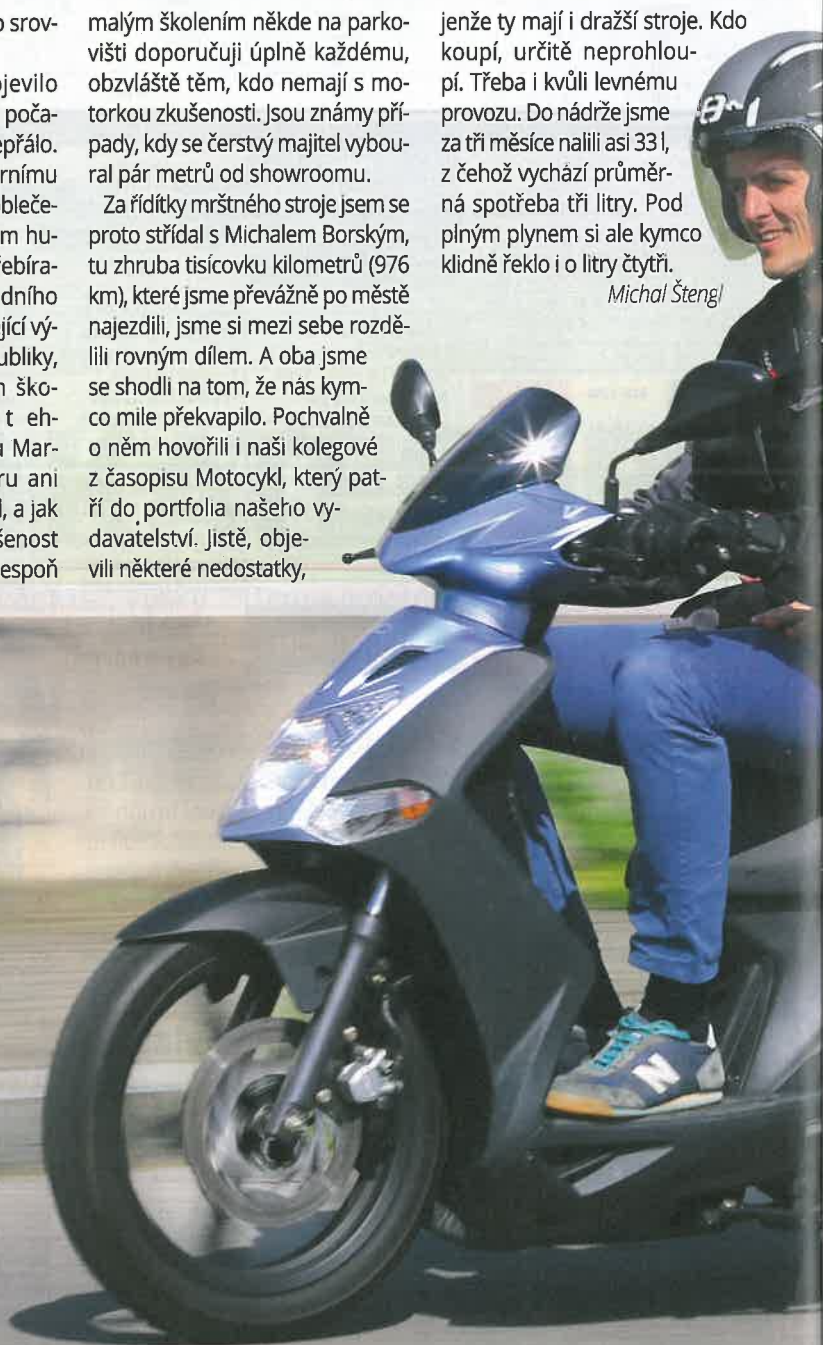 o srov-
jevilo
poča-
epřálo.
rnímu
bleče-
m hu-
řebíra-
dního
jící vý-
ubliky,
n ško-
t eh-
u Mar-
ru ani
l, a jak
šenost
espoň
malým školením někde na parko-
višti doporučuji úplně každému,
obzvláště těm, kdo nemají s mo-
torkou zkušenosti. Jsou známy pří-
pady, kdy se čerstvý majitel vybou-
ral pár metrů od showroomu.
Za řídítky mrštného stroje jsem se
proto střídal s Michalem Borským,
tu zhruba tisícovku kilometrů (976
km), které jsme převážně po městě
najezdili, jsme si mezi sebe rozdě-
lili rovným dílem. A oba jsme
se shodli na tom, že nás kym-
co mile překvapilo. Pochvalně
o něm hovořili i naši kolegové
z časopisu Motocykl, který pat-
ří do portfolia našeho vy-
davatelství. Jistě, obje-
vili některé nedostatky,
jenže ty mají i dražší stroje. Kdo
koupí, určitě neprohlou-
pí. Třeba i kvůli levnému
provozu. Do nádrže jsme
za tři měsíce nalili asi 33 l,
z čehož vychází průměr-
ná spotřeba tři litry. Pod
plným plynem si ale kymco
klidně řeklo i o litry čtyři.
Michal Štengl
N